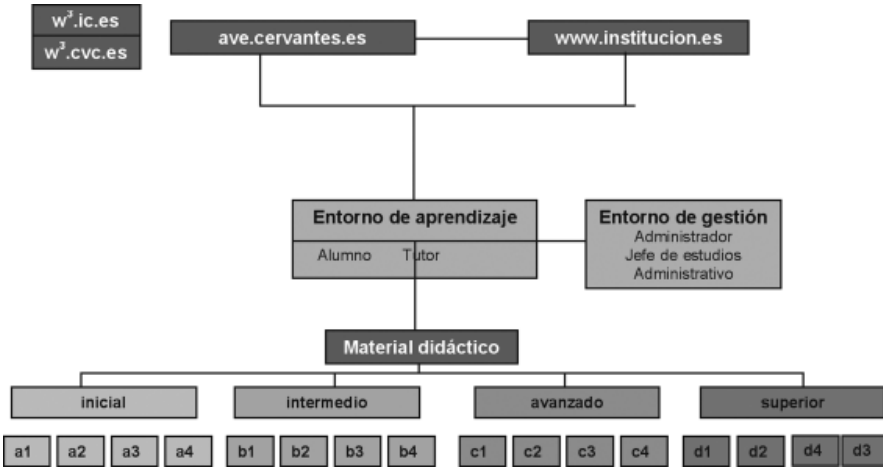 w³.ic.es
w³.cvc.es
ave.cervantes.es
www.institucion.es
Entorno de aprendizaje
Alumno Tutor
Entorno de gestión
Administrador
Jefe de estudios
Administrativo
Material didáctico
inicial
intermedio
avanzado
superior
a1 a2 a3 a4
b1 b2 b3 b4
c1 c2 c3 c4
d1 d2 d4 d3